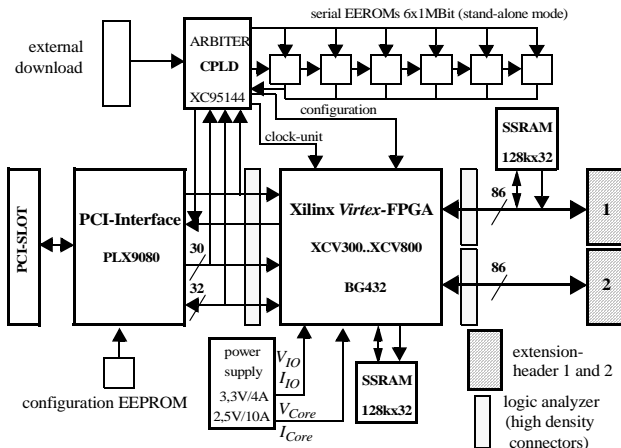 serial EEROMs 6x1MBit (stand-alone mode)
external
download
ARBITER
CPLD
XC95144
configuration
clock-unit
SSRAM
128kx32
PCI-SLOT
PCI-Interface
PLX9080
30
32
Xilinx Virtex-FPGA
XCV300..XCV800
BG432
86
1
86
2
configuration EEPROM
power
supply
3,3V/4A
2,5V/10A
VIO
IIO
VCore
ICore
SSRAM
128kx32
extension-
header 1 and 2
logic analyzer
(high density
connectors)